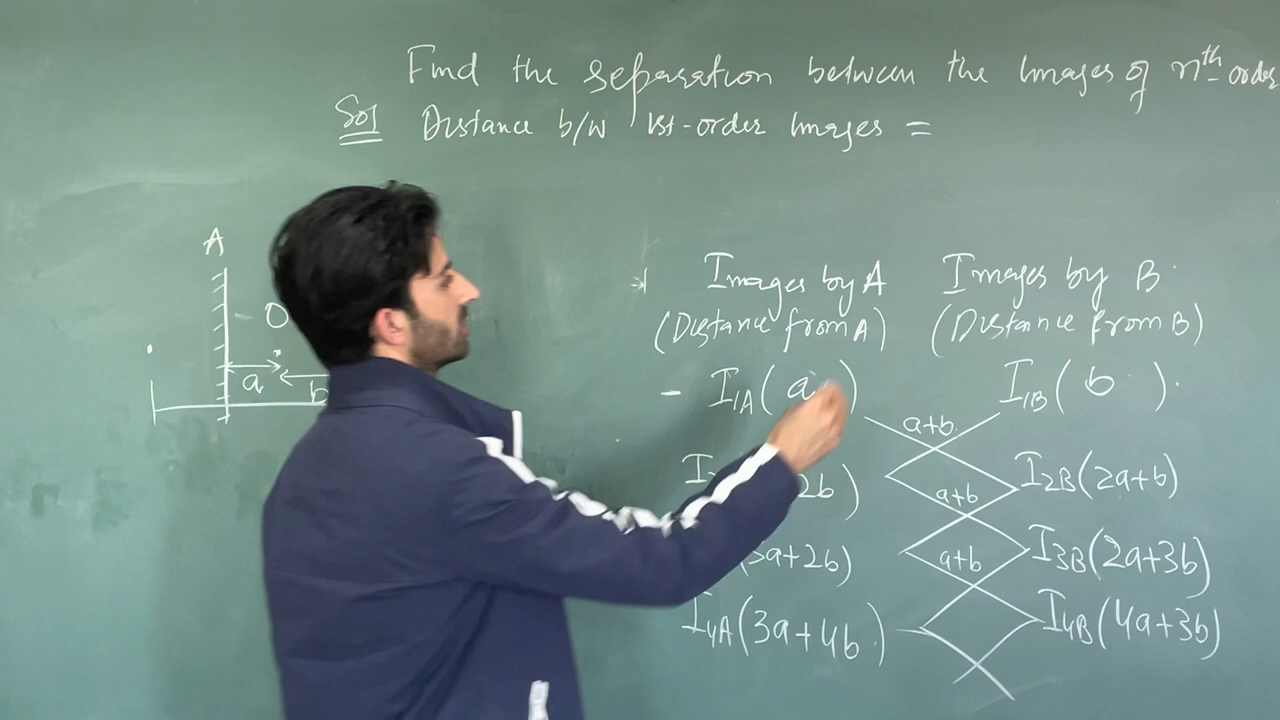 Find the separation between the Images of nth order
Sol Distance b/w 1st-order Images =
A
O
a
b
Images by A
(Distance from A)
Images by B
(Distance from B)
- I1A(a)
a+b
I1B(b)
2b)
a+b
I2B(2a+b)
a+2b)
a+b
I3B(2a+3b)
I4A(3a+4b)
I4B(4a+3b)